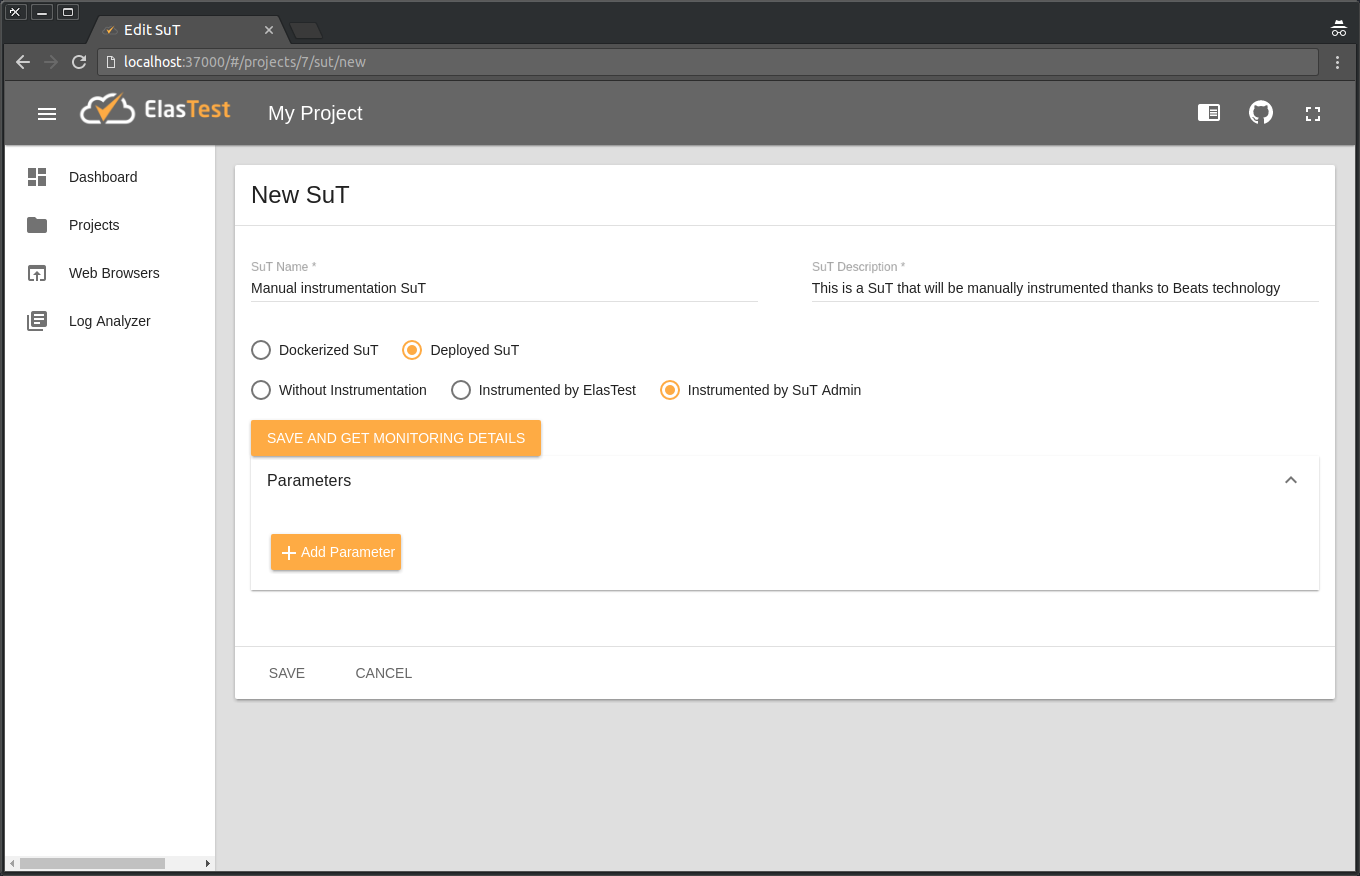 Edit SuT
localhost:37000/#/projects/7/sut/new
ElasTest
My Project
Dashboard
Projects
Web Browsers
Log Analyzer
New SuT
SuT Name *
Manual instrumentation SuT
SuT Description *
This is a SuT that will be manually instrumented thanks to Beats technology
Dockerized SuT
Deployed SuT
Without Instrumentation
Instrumented by ElasTest
Instrumented by SuT Admin
SAVE AND GET MONITORING DETAILS
Parameters
Add Parameter
SAVE
CANCEL